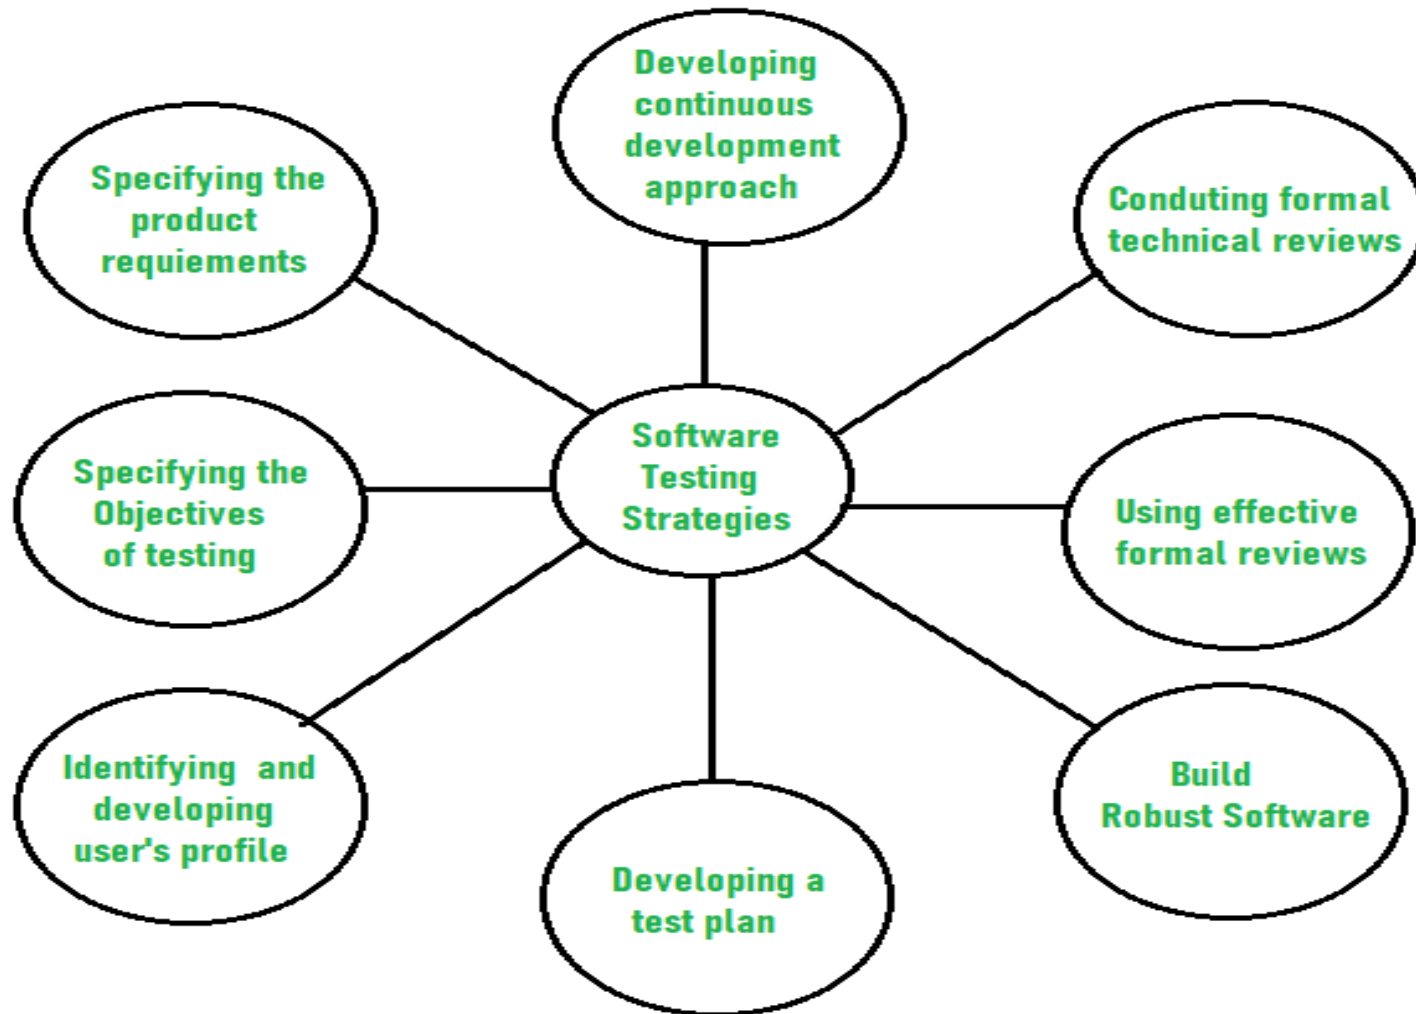 Developing
continuous
development
approach
Specifying the
product
requiements
Conduting formal
technical reviews
Software
Testing
Strategies
Specifying the
Objectives
of testing
Using effective
formal reviews
Identifying and
developing
user's profile
Build
Robust Software
Developing a
test plan